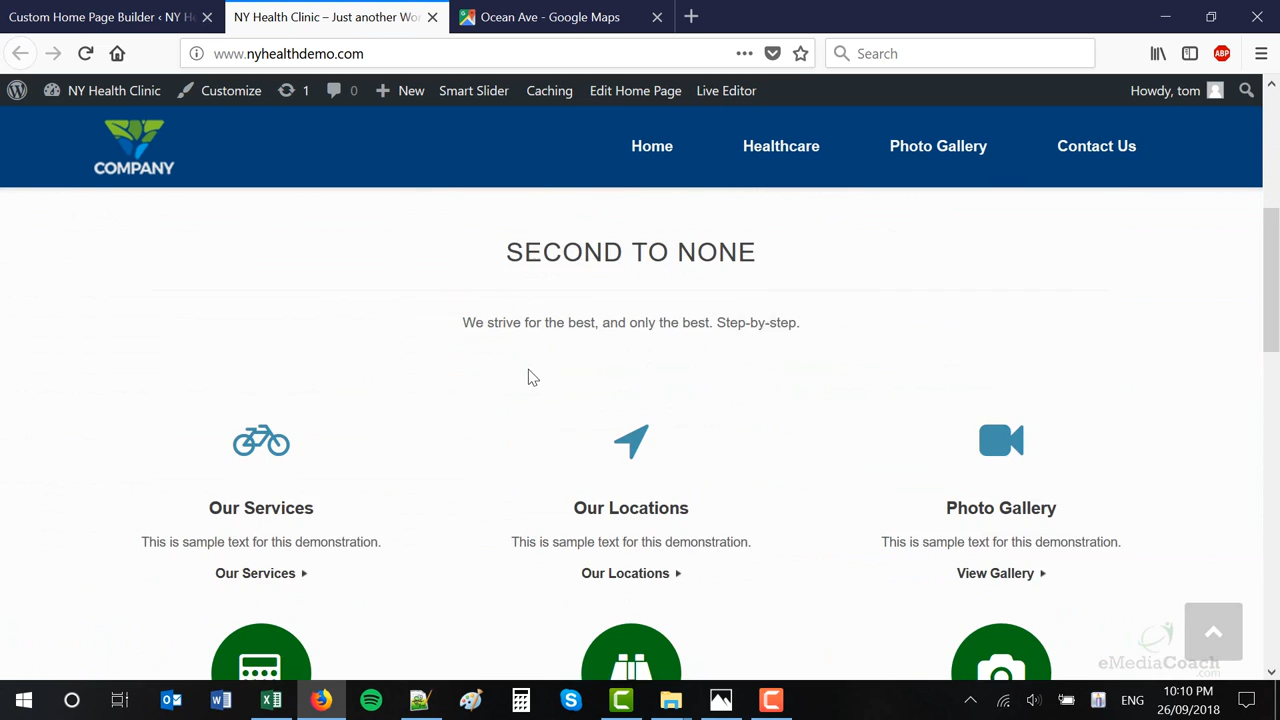 Custom Home Page Builder ‹ NY He
NY Health Clinic – Just another Wo
Ocean Ave - Google Maps
www.nyhealthdemo.com
Search
ABP
NY Health Clinic
Customize
1
0
New
Smart Slider
Caching
Edit Home Page
Live Editor
Howdy, tom
COMPANY
Home
Healthcare
Photo Gallery
Contact Us
SECOND TO NONE
We strive for the best, and only the best. Step-by-step.
Our Services
Our Locations
Photo Gallery
This is sample text for this demonstration.
This is sample text for this demonstration.
This is sample text for this demonstration.
Our Services
Our Locations
View Gallery
eMediaCoach
ENG
10:10 PM
26/09/2018